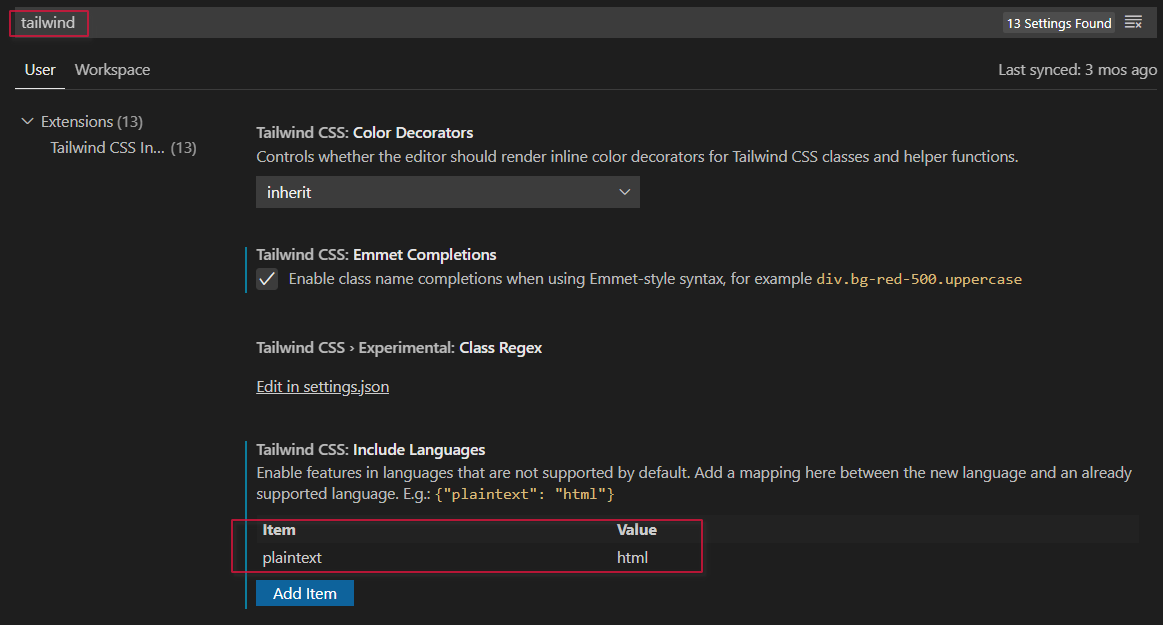 tailwind
13 Settings Found
User
Workspace
Last synced: 3 mos ago
Extensions (13)
Tailwind CSS In... (13)
Tailwind CSS: Color Decorators
Controls whether the editor should render inline color decorators for Tailwind CSS classes and helper functions.
inherit
Tailwind CSS: Emmet Completions
Enable class name completions when using Emmet-style syntax, for example div.bg-red-500.uppercase
Tailwind CSS › Experimental: Class Regex
Edit in settings.json
Tailwind CSS: Include Languages
Enable features in languages that are not supported by default. Add a mapping here between the new language and an already
supported language. E.g.: {"plaintext": "html"}
Item Value
plaintext html
Add Item